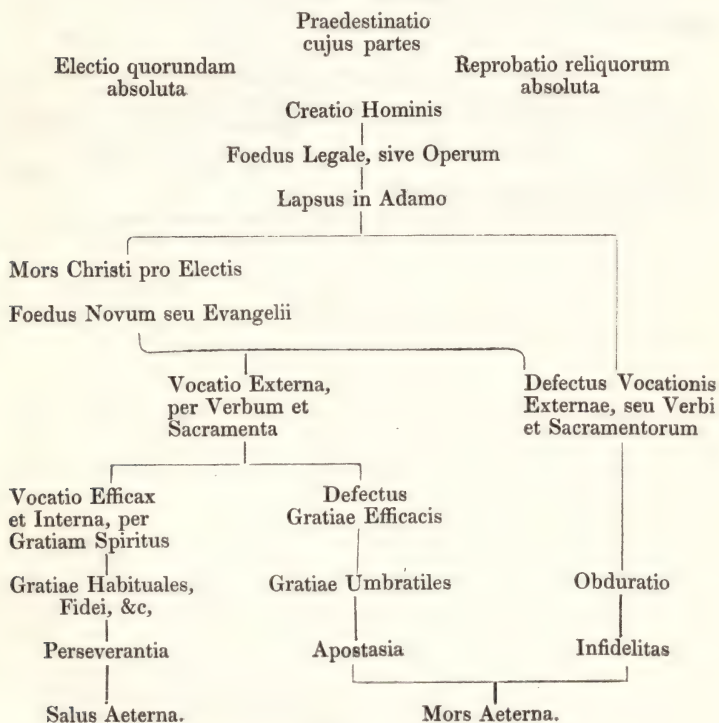 Praedestinatio
cujus partes
Electio quorundam
absoluta
Reprobatio reliquorum
absoluta
Creatio Hominis
Foedus Legale, sive Operum
Lapsus in Adamo
Mors Christi pro Electis
Foedus Novum seu Evangelii
Vocatio Externa,
per Verbum et
Sacramenta
Defectus Vocationis
Externae, seu Verbi
et Sacramentorum
Vocatio Efficax
et Interna, per
Gratiam Spiritus
Defectus
Gratiae Efficacis
Gratiae Habituales,
Fidei, &c,
Gratiae Umbratiles
Obduratio
Perseverantia
Apostasia
Infidelitas
Salus Aeterna.
Mors Aeterna.